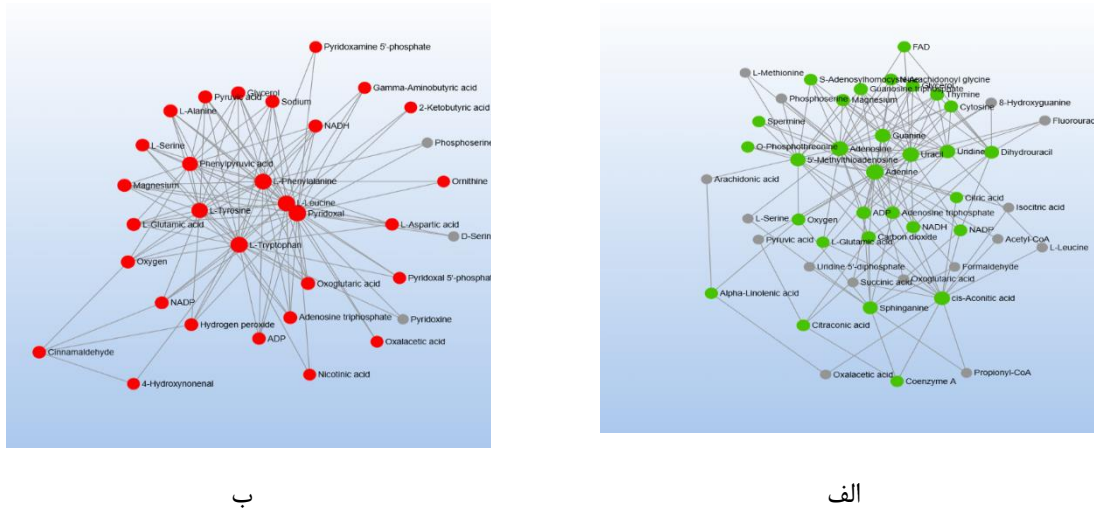 Pyridoxamine 5'-phosphate
Glycerol
Gamma-Aminobutyric acid
Pyruvic acid
Sodium
2-Ketobutyric acid
L-Alanine
NADH
Phosphoserine
L-Serine
Phenylpyruvic acid
L-Phenylalanine
Ornithine
Magnesium
L-Leucine
L-Tyrosine
Pyridoxal
L-Glutamic acid
L-Aspartic acid
D-Serin
L-Tryptophan
Oxygen
Pyridoxal 5'-phosphat
Oxoglutaric acid
NADP
Adenosine triphosphate
Pyridoxine
Hydrogen peroxide
ADP
Oxalacetic acid
Cinnamaldehyde
Nicotinic acid
4-Hydroxynonenal
ب
FAD
L-Methionine
S-Adenosylhomocysteine
N-Arachidonoyl glycine
Guanosine triphosphate
Thymine
Phosphoserine
Magnesium
Cytosine
8-Hydroxyguanine
Spermine
Fluorourac
Guanine
O-Phosphothreonine
Adenosine
Uracil
Uridine
Dihydrouracil
5'-Methylthioadenosine
Adenine
Arachidonic acid
Citric acid
Isocitric acid
L-Serine
Oxygen
ADP
Adenosine triphosphate
NADH
NADP
Pyruvic acid
L-Glutamic acid
Carbon dioxide
Acetyl-CoA
L-Leucine
Uridine 5'-diphosphate
Formaldehyde
Succinic acid
Oxoglutaric acid
Alpha-Linolenic acid
cis-Aconitic acid
Sphinganine
Citraconic acid
Oxalacetic acid
Coenzyme A
Propionyl-CoA
الف